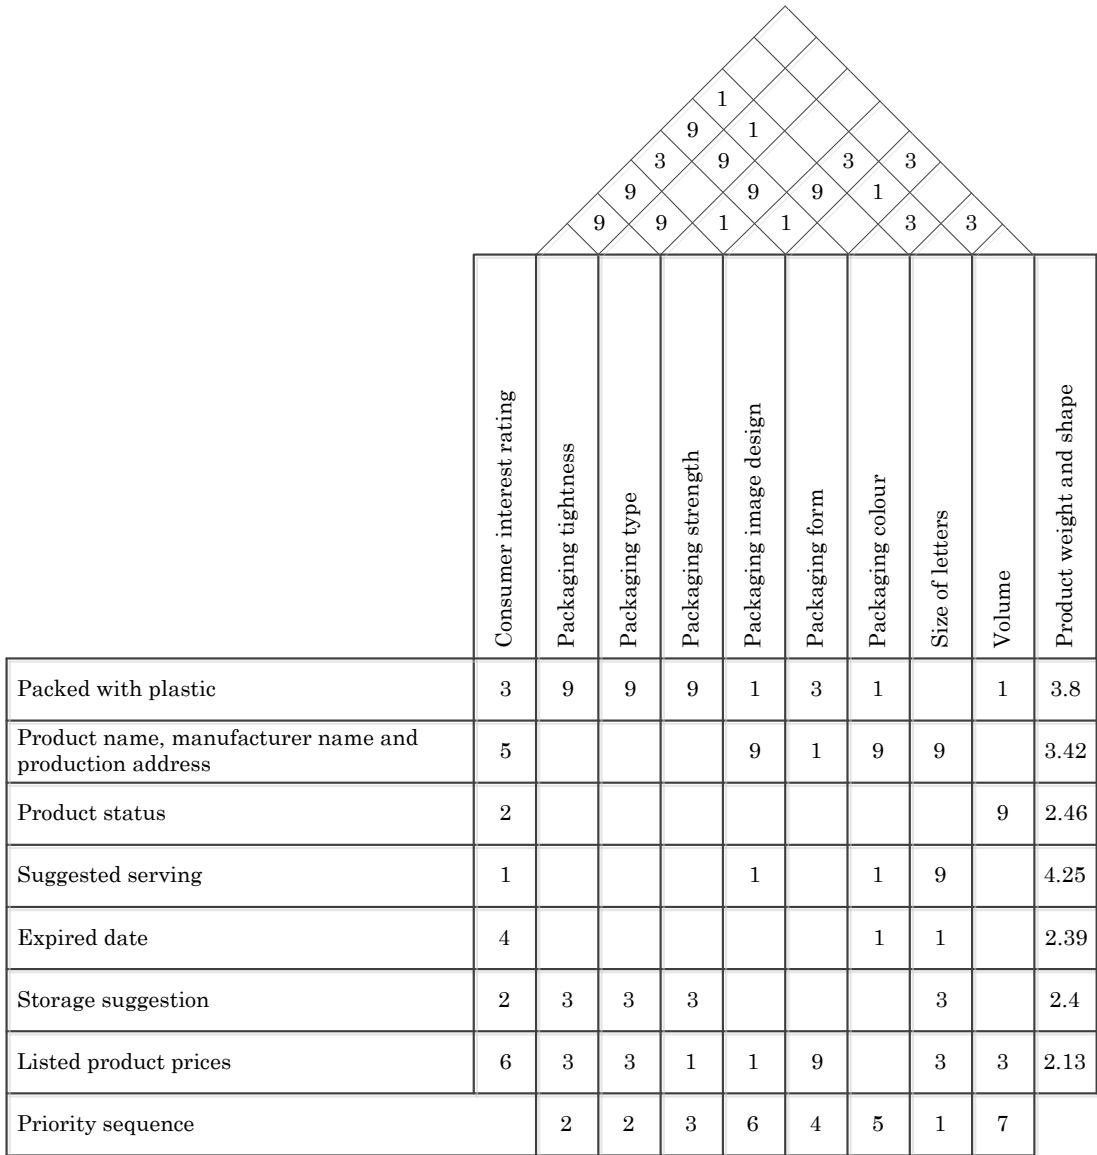 1
9 1
3 9 3 3
9 9 9 1
9 9 1 1 3 3
Consumer interest rating
Packaging tightness
Packaging type
Packaging strength
Packaging image design
Packaging form
Packaging colour
Size of letters
Volume
Product weight and shape
Packed with plastic 3 9 9 9 1 3 1 1 3.8
Product name, manufacturer name and
production address 5 9 1 9 9 3.42
Product status 2 9 2.46
Suggested serving 1 1 1 9 4.25
Expired date 4 1 1 2.39
Storage suggestion 2 3 3 3 3 2.4
Listed product prices 6 3 3 1 1 9 3 3 2.13
Priority sequence 2 2 3 6 4 5 1 7